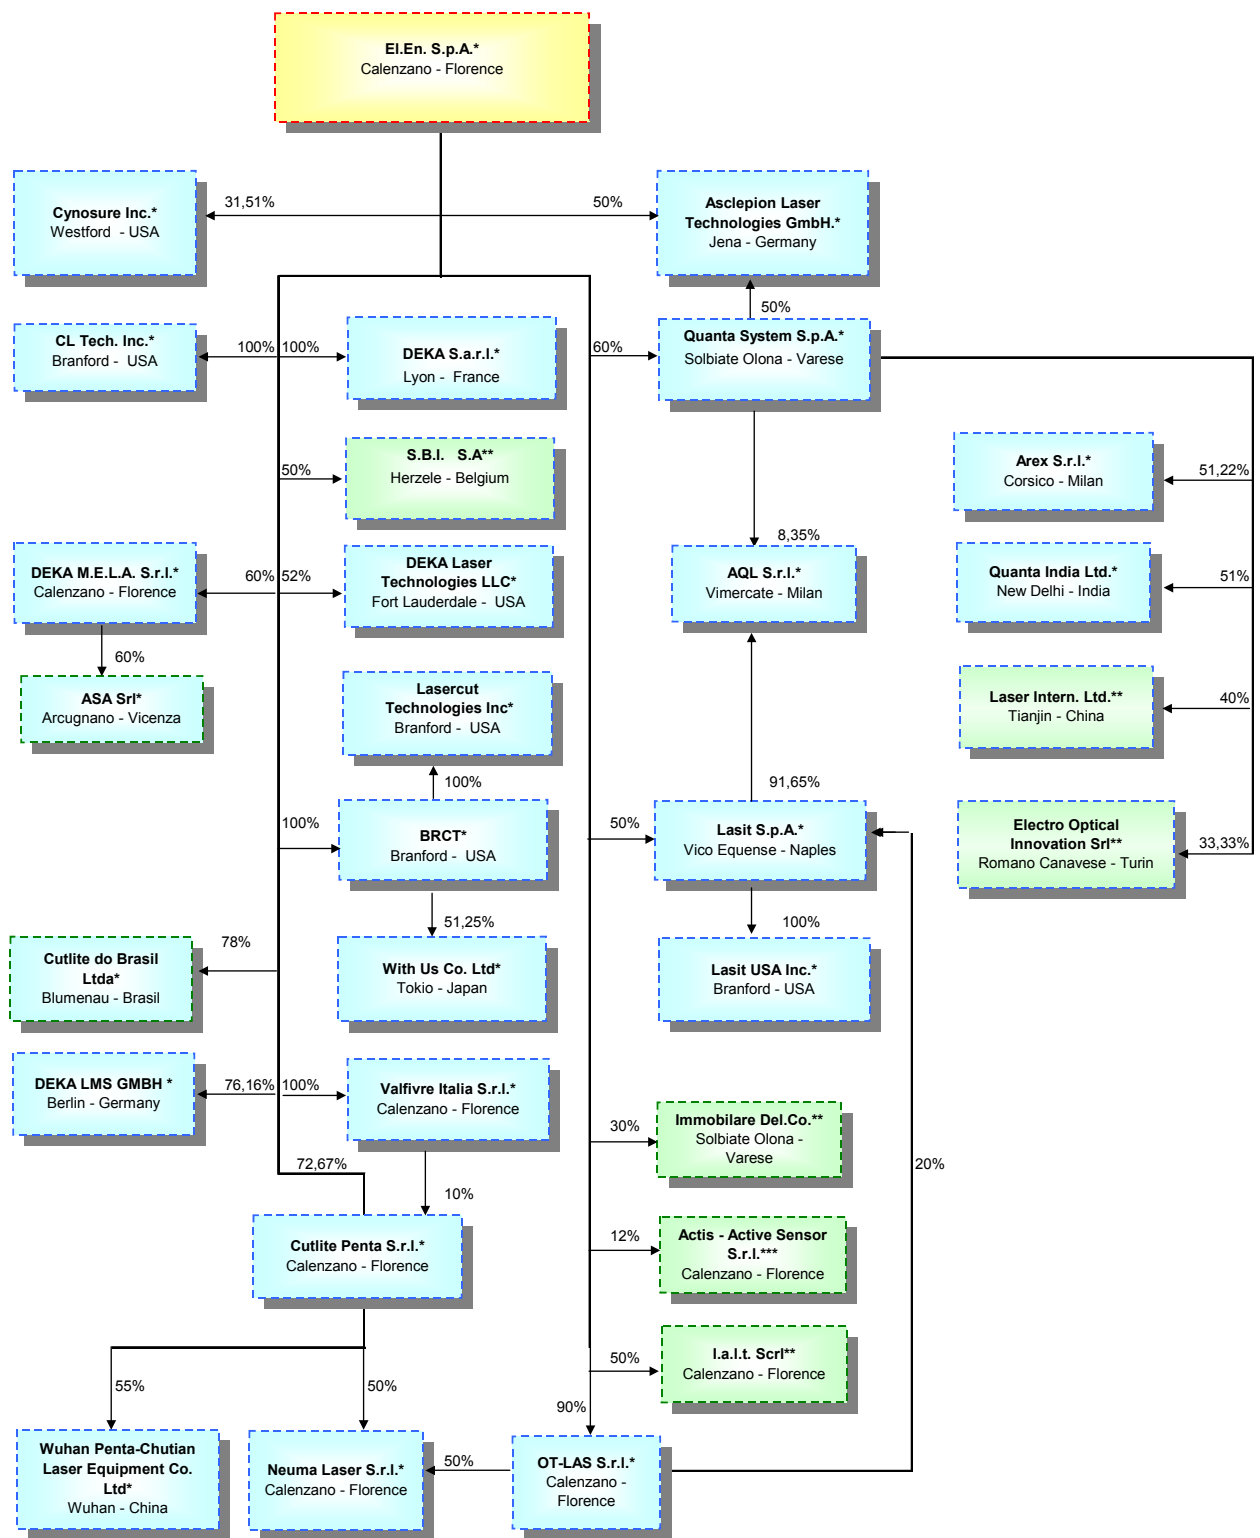 El.En. S.p.A.*
Calenzano - Florence
Cynosure Inc.*
Westford - USA
31,51%
50%
Asclepion Laser
Technologies GmbH.*
Jena - Germany
50%
CL Tech. Inc.*
Branford - USA
100%
100%
DEKA S.a.r.l.*
Lyon - France
60%
Quanta System S.p.A.*
Solbiate Olona - Varese
50%
S.B.I. S.A**
Herzele - Belgium
Arex S.r.l.*
Corsico - Milan
51,22%
8,35%
DEKA M.E.L.A. S.r.l.*
Calenzano - Florence
60%
52%
DEKA Laser
Technologies LLC*
Fort Lauderdale - USA
AQL S.r.l.*
Vimercate - Milan
Quanta India Ltd.*
New Delhi - India
51%
60%
ASA Srl*
Arcugnano - Vicenza
Lasercut
Technologies Inc*
Branford - USA
Laser Intern. Ltd.**
Tianjin - China
40%
100%
91,65%
100%
BRCT*
Branford - USA
50%
Lasit S.p.A.*
Vico Equense - Naples
Electro Optical
Innovation Srl**
Romano Canavese - Turin
33,33%
51,25%
100%
78%
Cutlite do Brasil
Ltda*
Blumenau - Brasil
With Us Co. Ltd*
Tokio - Japan
Lasit USA Inc.*
Branford - USA
DEKA LMS GMBH *
Berlin - Germany
76,16%
100%
Valfivre Italia S.r.l.*
Calenzano - Florence
30%
Immobilare Del.Co.**
Solbiate Olona -
Varese
20%
72,67%
10%
Cutlite Penta S.r.l.*
Calenzano - Florence
12%
Actis - Active Sensor
S.r.l.***
Calenzano - Florence
50%
I.a.l.t. Scrl**
Calenzano - Florence
55%
50%
90%
Wuhan Penta-Chutian
Laser Equipment Co.
Ltd*
Wuhan - China
Neuma Laser S.r.l.*
Calenzano - Florence
50%
OT-LAS S.r.l.*
Calenzano -
Florence